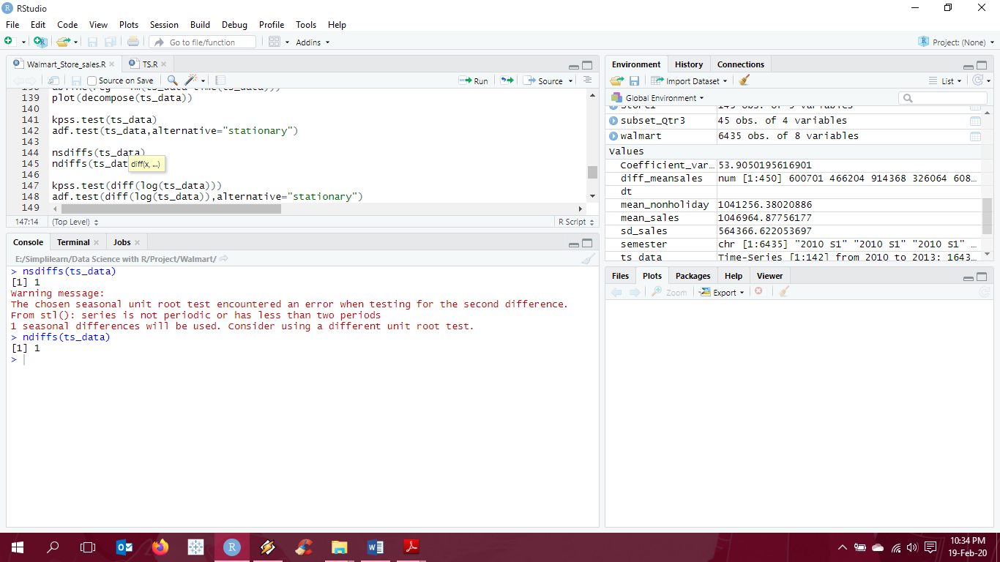 RStudio
File Edit Code View Plots Session Build Debug Profile Tools Help
Go to file/function Addins Project: (None)
Walmart_Store_sales.R TS.R
Source on Save Run Source
139 plot(decompose(ts_data))
140
141 kpss.test(ts_data)
142 adf.test(ts_data,alternative="stationary")
143
144 nsdiffs(ts_data)
145 ndiffs(ts_dat
diff(x, ...)
146
147 kpss.test(diff(log(ts_data)))
148 adf.test(diff(log(ts_data)),alternative="stationary")
149
147:14 (Top Level) R Script
Console Terminal Jobs
E:/Simplilearn/Data Science with R/Project/Walmart/
> nsdiffs(ts_data)
[1] 1
Warning message:
The chosen seasonal unit root test encountered an error when testing for the second difference.
From stl(): series is not periodic or has less than two periods
1 seasonal differences will be used. Consider using a different unit root test.
> ndiffs(ts_data)
[1] 1
>
Environment History Connections
Import Dataset List
Global Environment
subset_Qtr3 45 obs. of 4 variables
walmart 6435 obs. of 8 variables
Values
Coefficient_var… 53.9050195616901
diff_meansales num [1:450] 600701 466204 914368 326064 608…
dt
mean_nonholiday 1041256.38020886
mean_sales 1046964.87756177
sd_sales 564366.622053697
semester chr [1:6435] "2010 S1" "2010 S1" "2010 S1" …
ts_data Time-Series [1:142] from 2010 to 2013: 1643…
Files Plots Packages Help Viewer
Zoom Export
10:34 PM
19-Feb-20